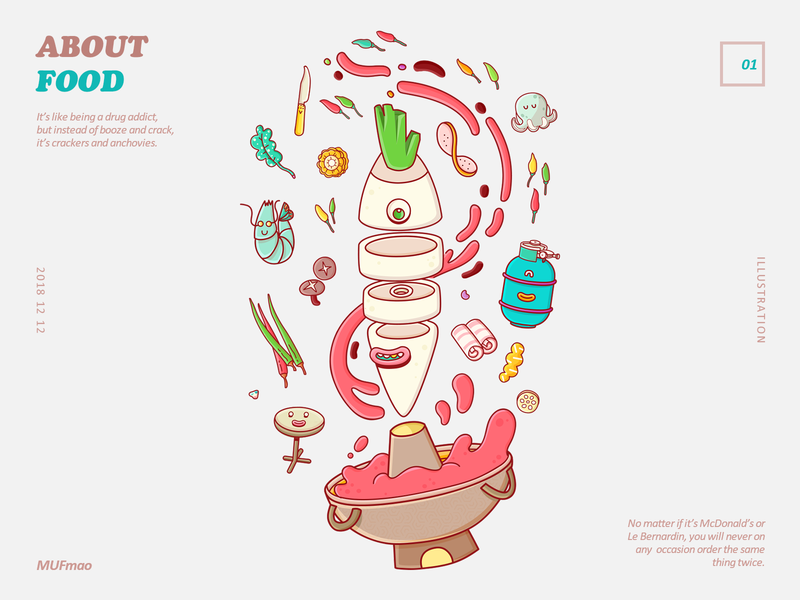 ABOUT
FOOD
01
It's like being a drug addict,
but instead of booze and crack,
it's crackers and anchovies.
2018 12 12
ILLUSTRATION
No matter if it's McDonald's or
Le Bernardin, you will never on
any occasion order the same
thing twice.
MUFmao